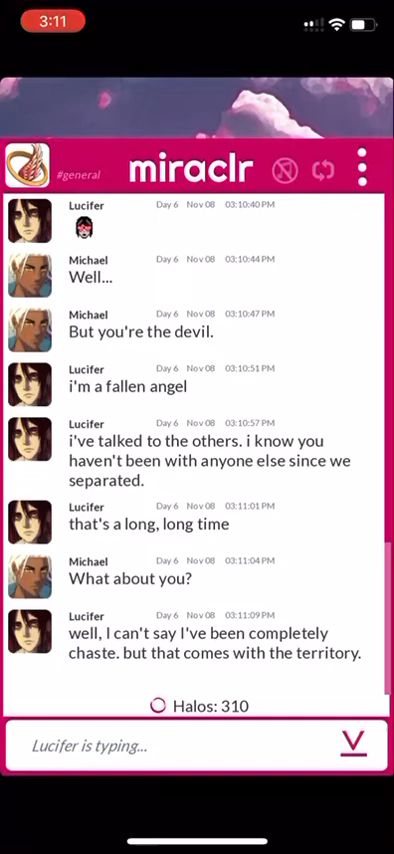 3:11
#general
miraclr
Lucifer Day 6 Nov 08 03:10:40 PM
Michael Day 6 Nov 08 03:10:44 PM
Well...
Michael Day 6 Nov 08 03:10:47 PM
But you're the devil.
Lucifer Day 6 Nov 08 03:10:51 PM
i'm a fallen angel
Lucifer Day 6 Nov 08 03:10:57 PM
i've talked to the others. i know you
haven't been with anyone else since we
separated.
Lucifer Day 6 Nov 08 03:11:01 PM
that's a long, long time
Michael Day 6 Nov 08 03:11:04 PM
What about you?
Lucifer Day 6 Nov 08 03:11:09 PM
well, I can't say I've been completely
chaste. but that comes with the territory.
Halos: 310
Lucifer is typing...